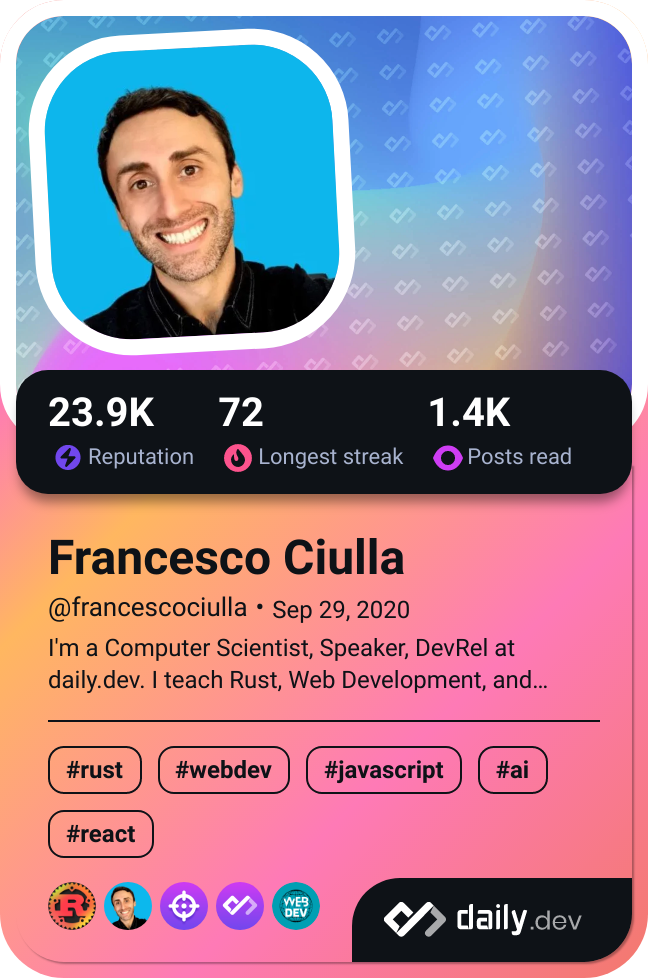 23.9K 72 1.4K
Reputation Longest streak Posts read
Francesco Ciulla
@francescociulla • Sep 29, 2020
I'm a Computer Scientist, Speaker, DevRel at
daily.dev. I teach Rust, Web Development, and…
#rust #webdev #javascript #ai
#react
R WEB
DEV
daily.dev